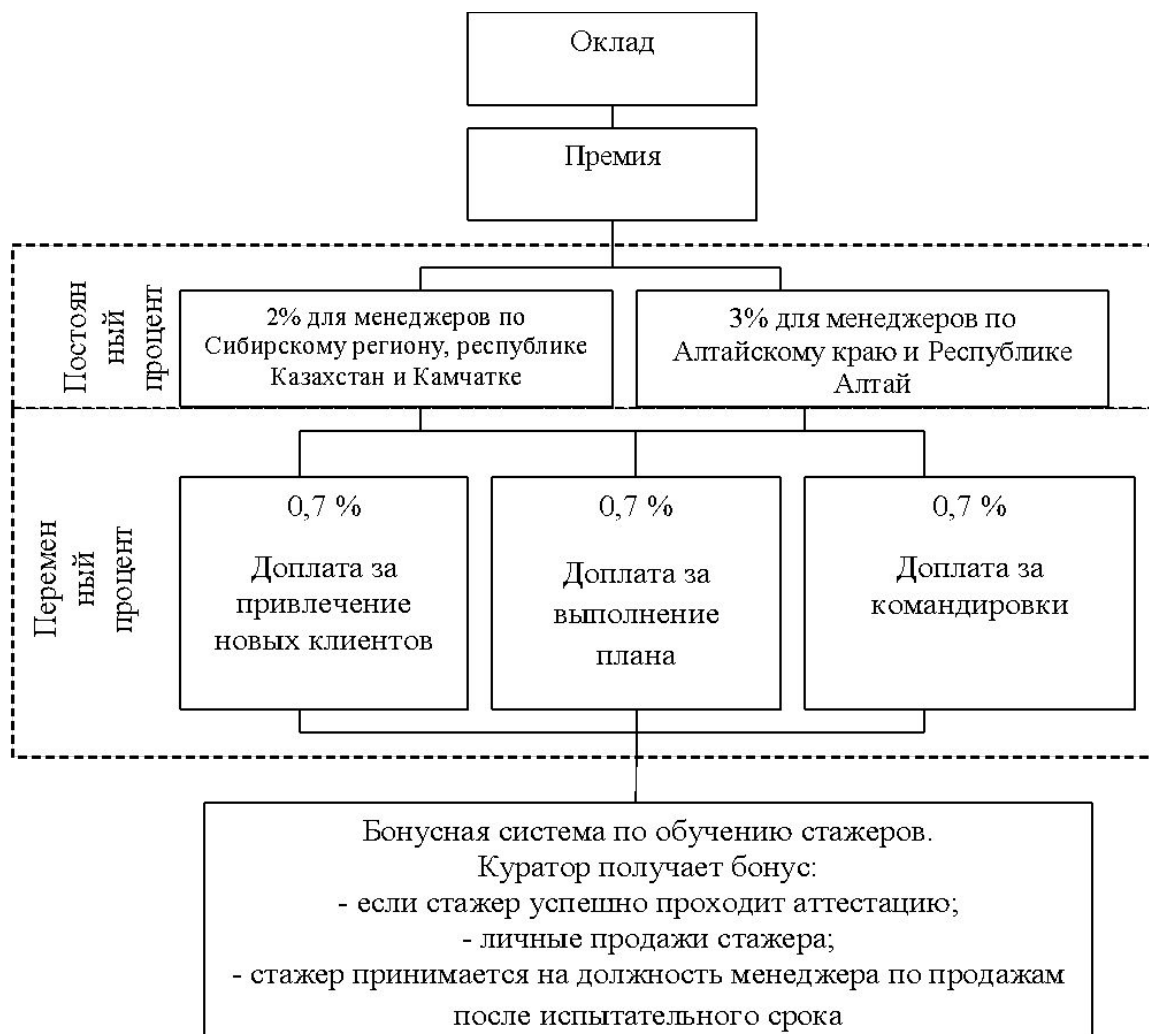 Оклад
Премия
Постоян
ный
процент
2% для менеджеров по
Сибирскому региону, республике
Казахстан и Камчатке
3% для менеджеров по
Алтайскому краю и Республике
Алтай
Перемен
ный
процент
0,7 %
Доплата за
привлечение
новых клиентов
0,7 %
Доплата за
выполнение
плана
0,7 %
Доплата за
командировки
Бонусная система по обучению стажеров.
Куратор получает бонус:
- если стажер успешно проходит аттестацию;
- личные продажи стажера;
- стажер принимается на должность менеджера по продажам
после испытательного срока